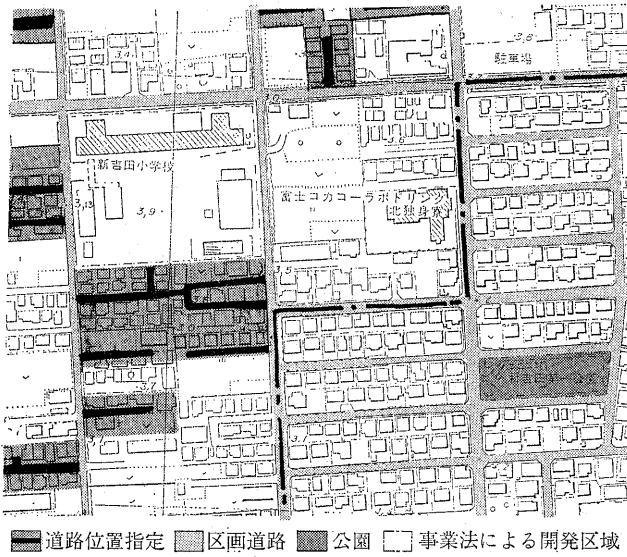 駐車場
新吉田小学校
3,9
富士コカコーラボトリング
北独身寮
道路位置指定 区画道路 公園 事業法による開発区域